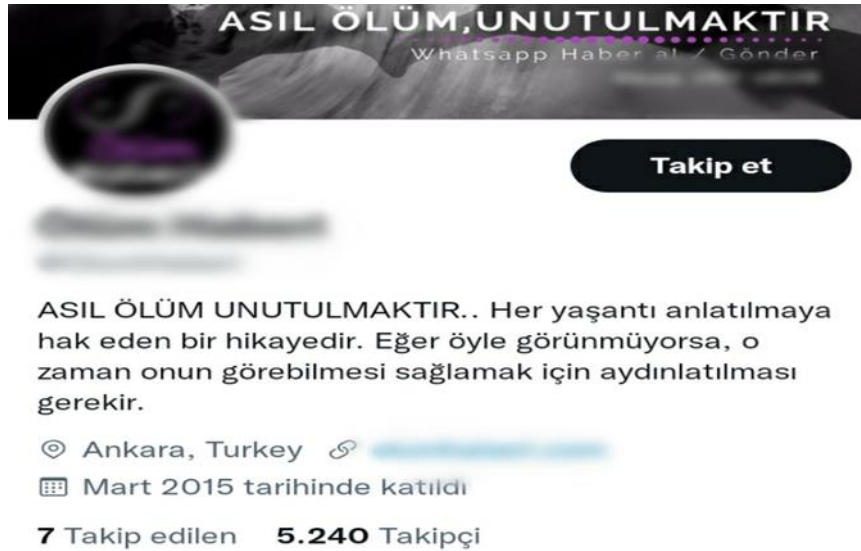 ASIL ÖLÜM,UNUTULMAKTIR
Whatsapp Haber al / Gönder
Takip et
ASIL ÖLÜM UNUTULMAKTIR.. Her yaşantı anlatılmaya
hak eden bir hikayedir. Eğer öyle görünmüyorsa, o
zaman onun görebilmesi sağlamak için aydınlatılması
gerekir.
Ankara, Turkey
Mart 2015 tarihinde katıldı
7 Takip edilen 5.240 Takipçi